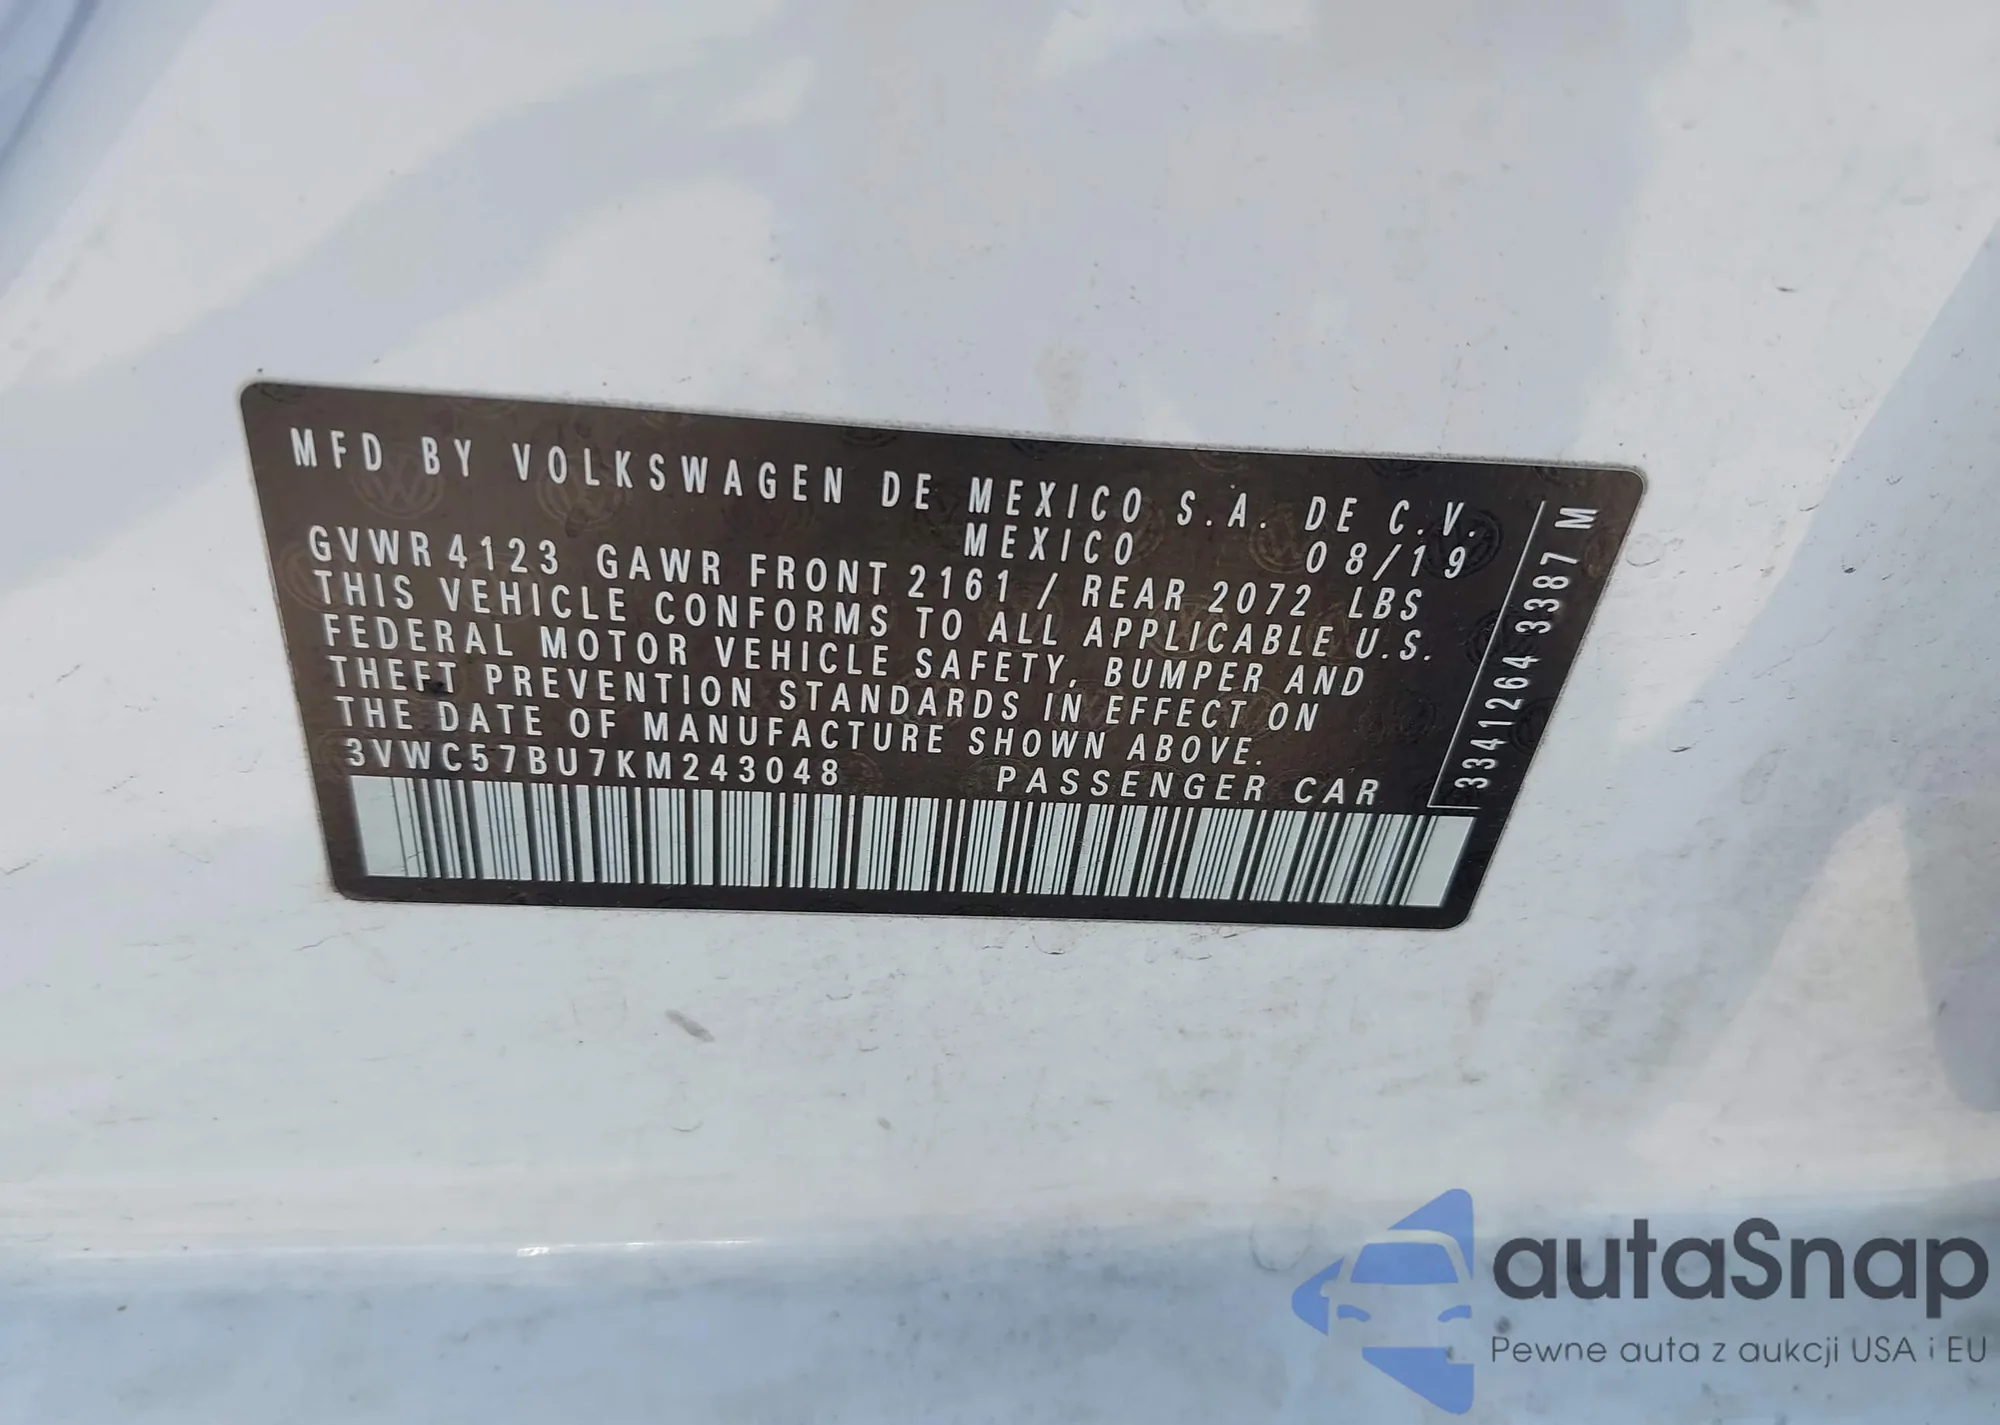 MFD BY VOLKSWAGEN DE MEXICO S.A. DE C.V.
MEXICO 08/19
GVWR 4123 GAWR FRONT 2161 / REAR 2072 LBS
THIS VEHICLE CONFORMS TO ALL APPLICABLE U.S.
FEDERAL MOTOR VEHICLE SAFETY, BUMPER AND
THEFT PREVENTION STANDARDS IN EFFECT ON
THE DATE OF MANUFACTURE SHOWN ABOVE.
3VWC57BU7KM243048 PASSENGER CAR
3341264 3387 M
autaSnap
Pewne auta z aukcji USA i EU